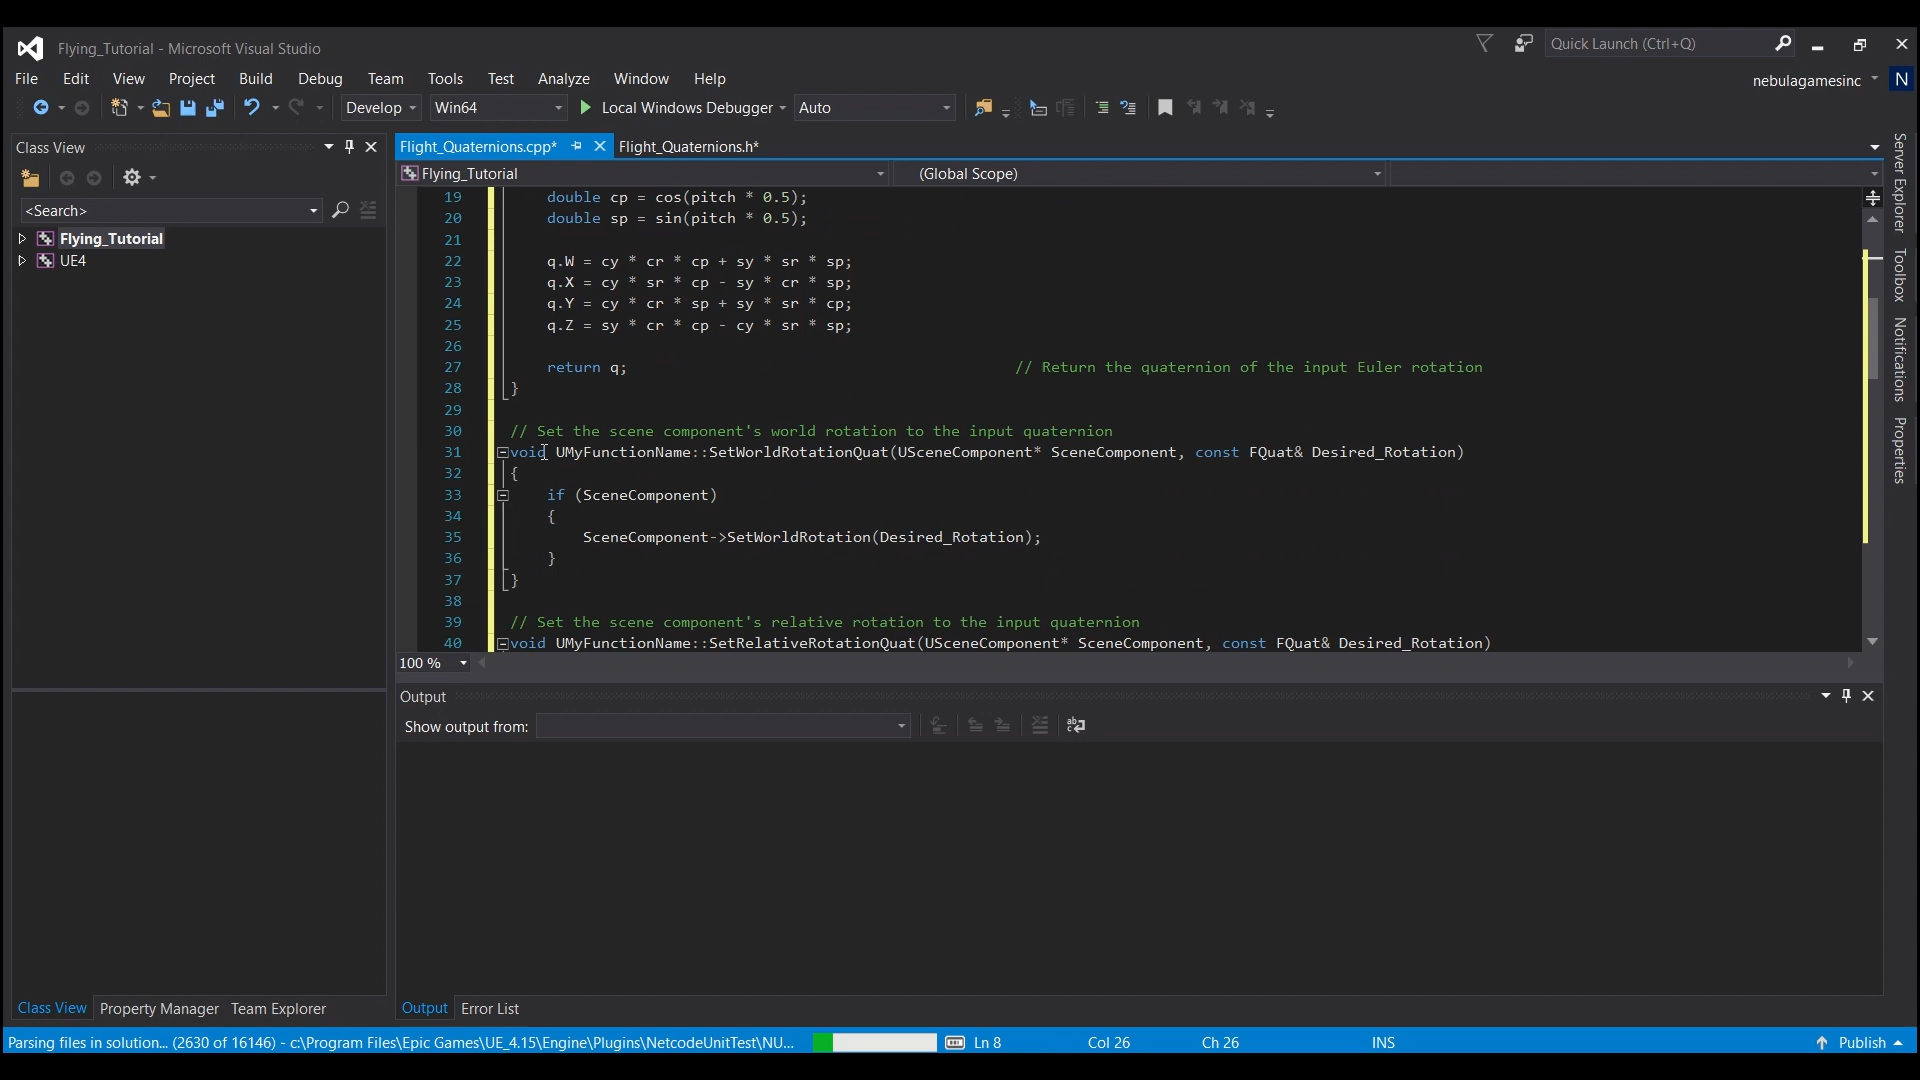 Flying_Tutorial - Microsoft Visual Studio
Quick Launch (Ctrl+Q)
File Edit View Project Build Debug Team Tools Test Analyze Window Help
nebulagamesinc N
Develop Win64 Local Windows Debugger Auto
Class View
Flight_Quaternions.cpp* Flight_Quaternions.h*
Flying_Tutorial (Global Scope)
<Search>
Flying_Tutorial
UE4
19 double cp = cos(pitch * 0.5);
20 double sp = sin(pitch * 0.5);
21
22 q.W = cy * cr * cp + sy * sr * sp;
23 q.X = cy * sr * cp - sy * cr * sp;
24 q.Y = cy * cr * sp + sy * sr * cp;
25 q.Z = sy * cr * cp - cy * sr * sp;
26
27 return q; // Return the quaternion of the input Euler rotation
28 }
29
30 // Set the scene component's world rotation to the input quaternion
31 void UMyFunctionName::SetWorldRotationQuat(USceneComponent* SceneComponent, const FQuat& Desired_Rotation)
32 {
33 if (SceneComponent)
34 {
35 SceneComponent->SetWorldRotation(Desired_Rotation);
36 }
37 }
38
39 // Set the scene component's relative rotation to the input quaternion
40 void UMyFunctionName::SetRelativeRotationQuat(USceneComponent* SceneComponent, const FQuat& Desired_Rotation)
100 %
Server Explorer
Toolbox
Notifications
Properties
Output
Show output from:
Class View Property Manager Team Explorer
Output Error List
Parsing files in solution... (2630 of 16146) - c:\Program Files\Epic Games\UE_4.15\Engine\Plugins\NetcodeUnitTest\NU... Ln 8 Col 26 Ch 26 INS Publish